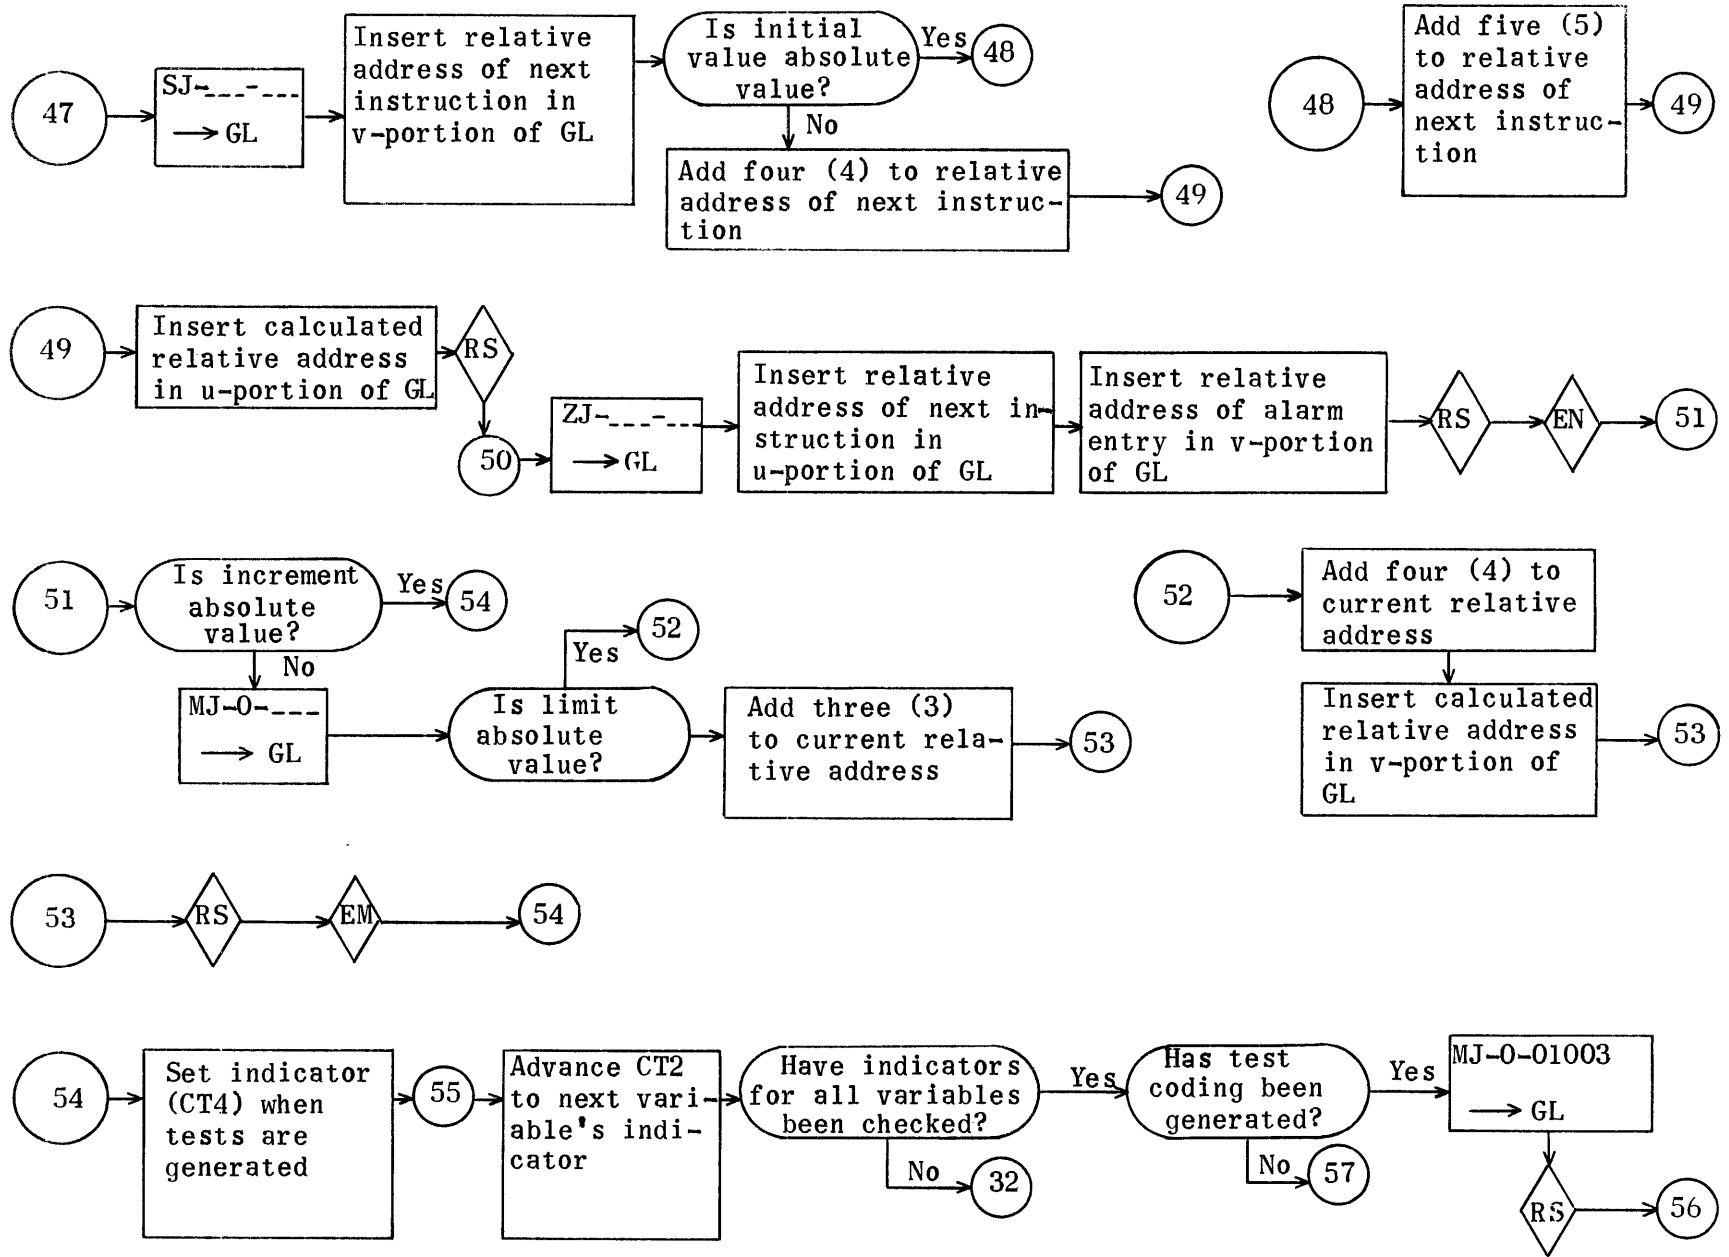 47
SJ-___-___
→ GL
Insert relative
address of next
instruction in
v-portion of GL
Is initial
value absolute
value?
Yes
48
No
Add four (4) to relative
address of next instruc-
tion
49
48
Add five (5)
to relative
address of
next instruc-
tion
49
49
Insert calculated
relative address
in u-portion of GL
RS
50
ZJ-___-___
→ GL
Insert relative
address of next in-
struction in
u-portion of GL
Insert relative
address of alarm
entry in v-portion
of GL
RS
EN
51
51
Is increment
absolute
value?
Yes
54
No
MJ-0-___
→ GL
Is limit
absolute
value?
Yes
52
Add three (3)
to current rela-
tive address
53
52
Add four (4) to
current relative
address
Insert calculated
relative address
in v-portion of
GL
53
53
RS
EM
54
54
Set indicator
(CT4) when
tests are
generated
55
Advance CT2
to next vari-
able's indi-
cator
Have indicators
for all variables
been checked?
Yes
No
32
Has test
coding been
generated?
Yes
No
57
MJ-0-01003
→ GL
RS
56